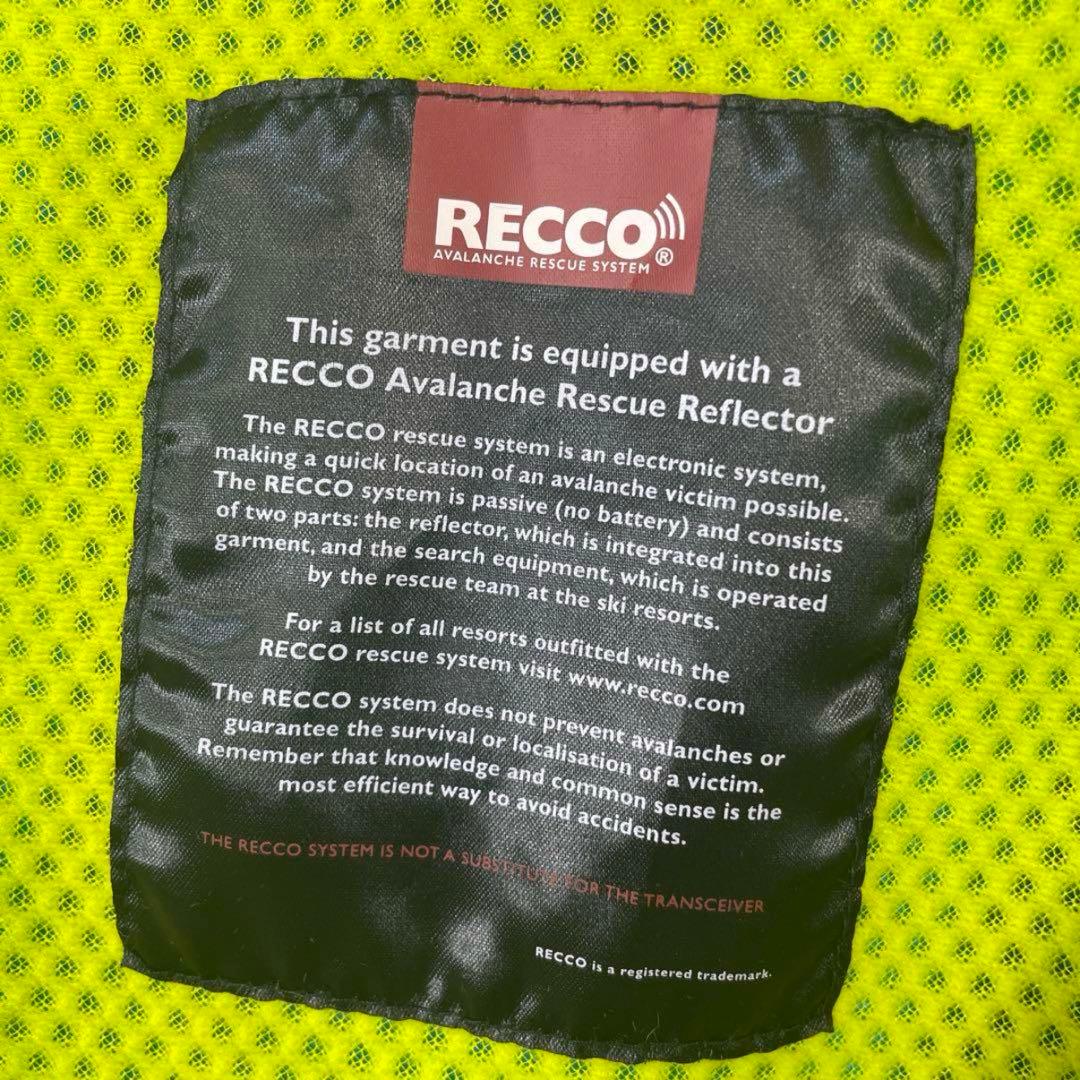 RECCO®
AVALANCHE RESCUE SYSTEM
This garment is equipped with a
RECCO Avalanche Rescue Reflector
The RECCO rescue system is an electronic system,
making a quick location of an avalanche victim possible.
The RECCO system is passive (no battery) and consists
of two parts: the reflector, which is integrated into this
garment, and the search equipment, which is operated
by the rescue team at the ski resorts.
For a list of all resorts outfitted with the
RECCO rescue system visit www.recco.com
The RECCO system does not prevent avalanches or
guarantee the survival or localisation of a victim.
Remember that knowledge and common sense is the
most efficient way to avoid accidents.
THE RECCO SYSTEM IS NOT A SUBSTITUTE FOR THE TRANSCEIVER
RECCO is a registered trademark.